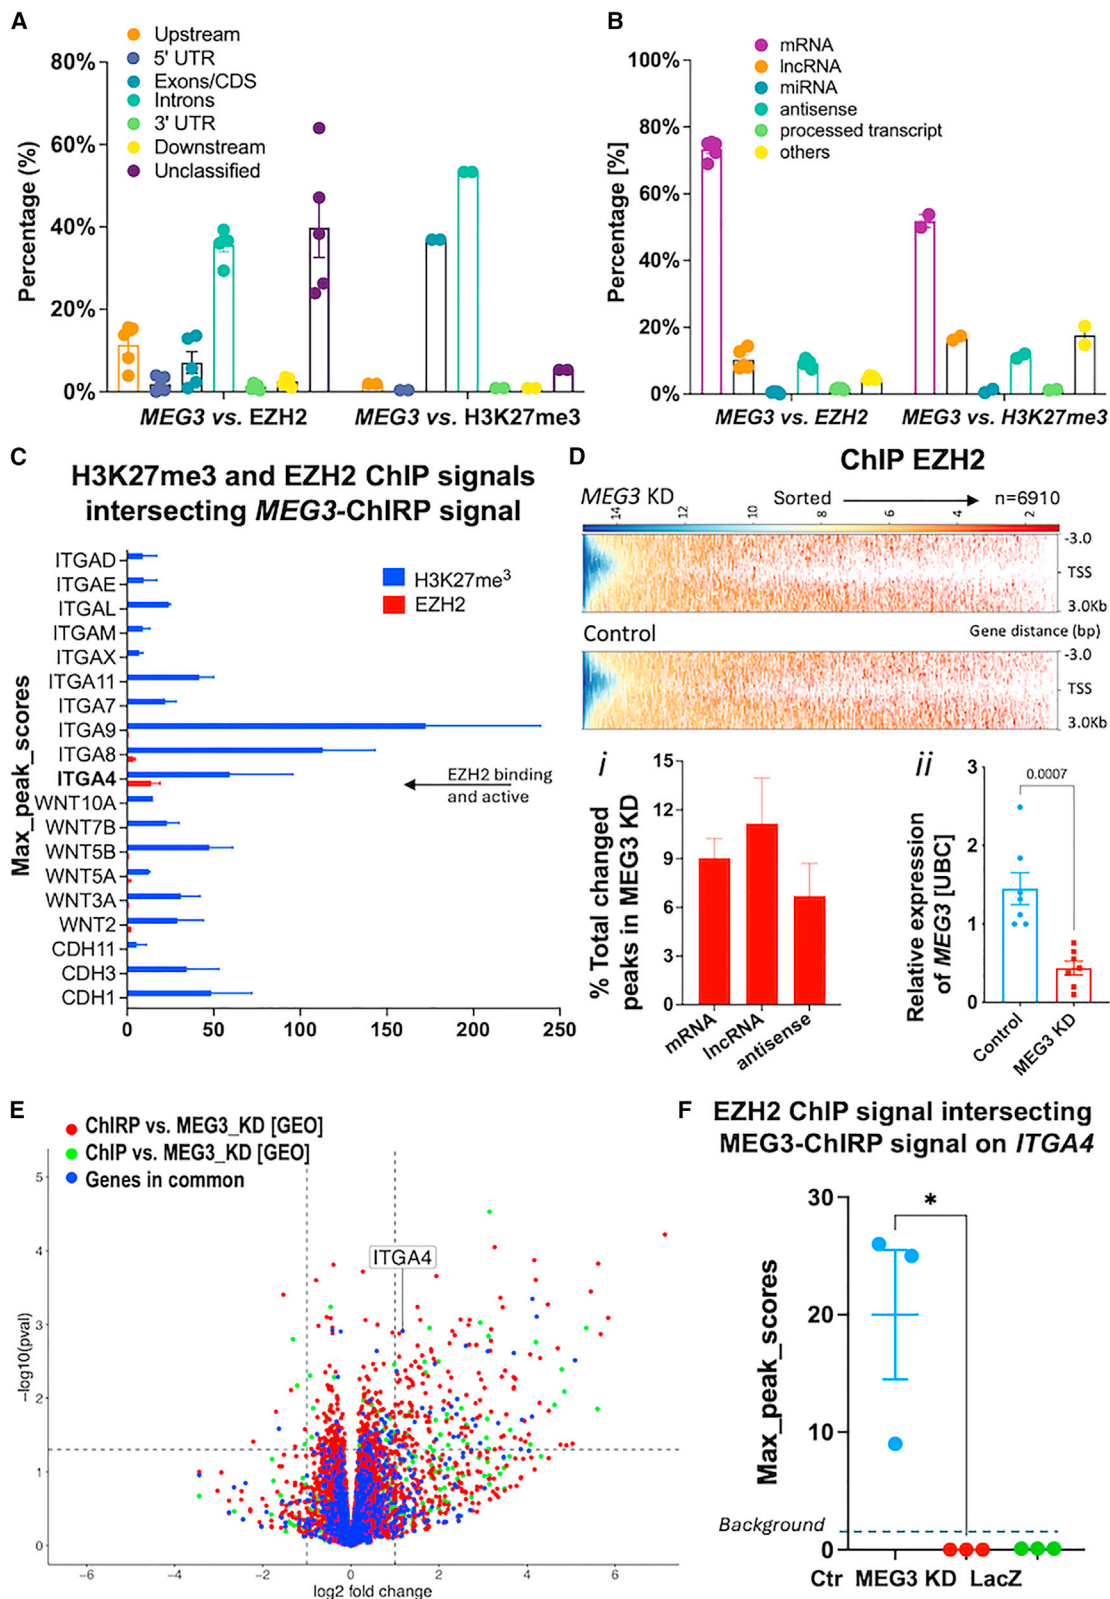 A
Upstream
5' UTR
Exons/CDS
Introns
3' UTR
Downstream
Unclassified
Percentage (%)
80%
60%
40%
20%
0%
MEG3 vs. EZH2
MEG3 vs. H3K27me3
B
mRNA
lncRNA
miRNA
antisense
processed transcript
others
Percentage [%]
100%
80%
60%
40%
20%
0%
MEG3 vs. EZH2
MEG3 vs. H3K27me3
C
H3K27me3 and EZH2 ChIP signals
intersecting MEG3-ChIRP signal
H3K27me3
EZH2
Max_peak_scores
ITGAD
ITGAE
ITGAL
ITGAM
ITGAX
ITGA11
ITGA7
ITGA9
ITGA8
ITGA4
WNT10A
WNT7B
WNT5B
WNT5A
WNT3A
WNT2
CDH11
CDH3
CDH1
EZH2 binding
and active
0 50 100 150 200 250
D
ChIP EZH2
MEG3 KD
Sorted
n=6910
14 12 10 8 6 4 2
-3.0
TSS
3.0Kb
Control
Gene distance (bp)
-3.0
TSS
3.0Kb
i
% Total changed
peaks in MEG3 KD
15
12
9
6
3
0
mRNA
lncRNA
antisense
ii
Relative expression
of MEG3 [UBC]
3
2
1
0
0.0007
Control
MEG3 KD
E
ChIRP vs. MEG3_KD [GEO]
ChIP vs. MEG3_KD [GEO]
Genes in common
ITGA4
−log10(pval)
5
4
3
2
1
0
−6 −4 −2 0 2 4 6
log2 fold change
F
EZH2 ChIP signal intersecting
MEG3-ChIRP signal on ITGA4
Max_peak_scores
30
20
10
0
*
Background
Ctr MEG3 KD LacZ